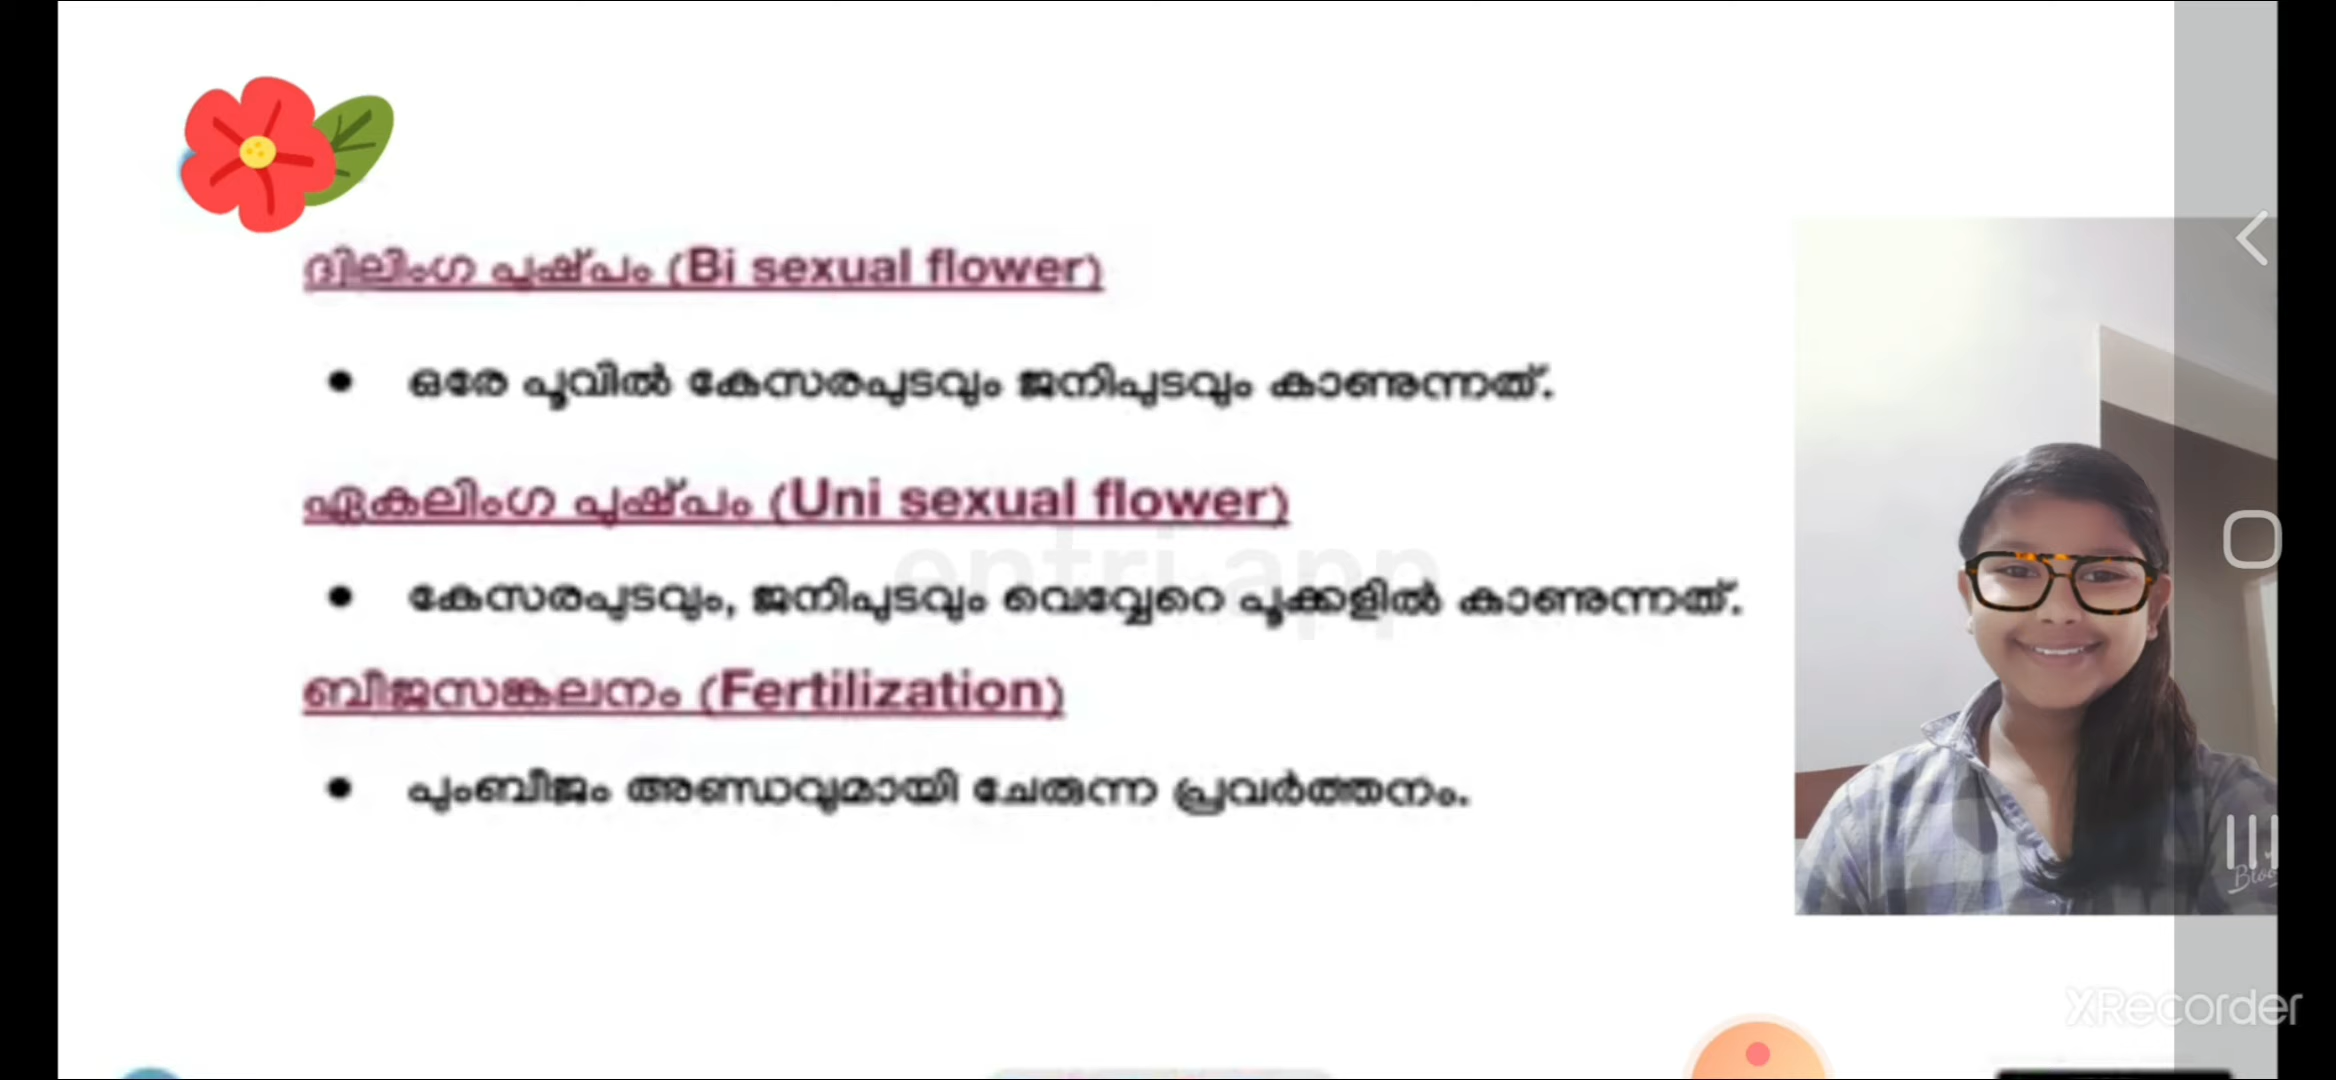 ദ്വിലിംഗ പുഷ്പം (Bi sexual flower)
● ഒരേ പൂവിൽ കേസരപുടവും ജനിപുടവും കാണുന്നത്.
ഏകലിംഗ പുഷ്പം (Uni sexual flower)
entri.app
● കേസരപുടവും, ജനിപുടവും വെവ്വേറെ പൂക്കളിൽ കാണുന്നത്.
ബീജസങ്കലനം (Fertilization)
● പുംബീജം അണ്ഡവുമായി ചേരുന്ന പ്രവർത്തനം.
XRecorder